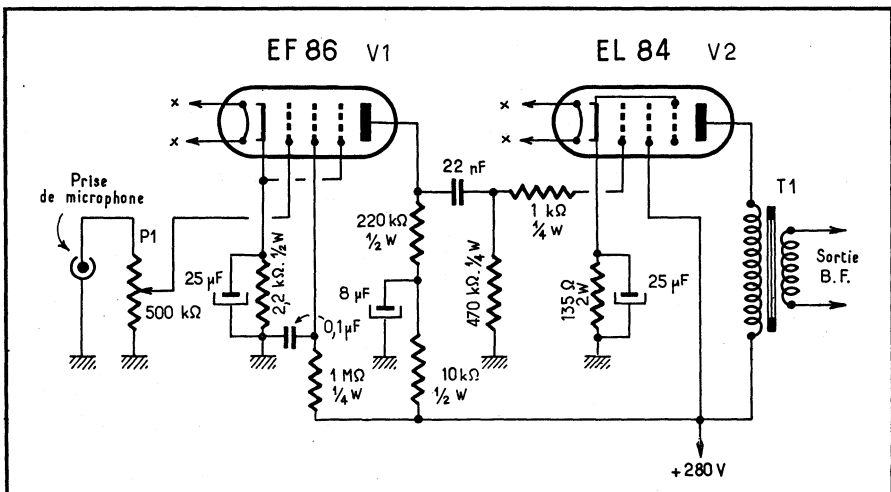 EF 86 V1
EL 84 V2
x
x
x
x
Prise
de microphone
P1
500 kΩ
25 µF
2,2 kΩ. ½ W
0,1 µF
1 MΩ
¼ W
220 kΩ
½ W
8 µF
10 kΩ
½ W
22 nF
470 kΩ. ¼ W
1 kΩ
¼ W
135 Ω
2 W
25 µF
T1
Sortie
B.F.
+ 280 V